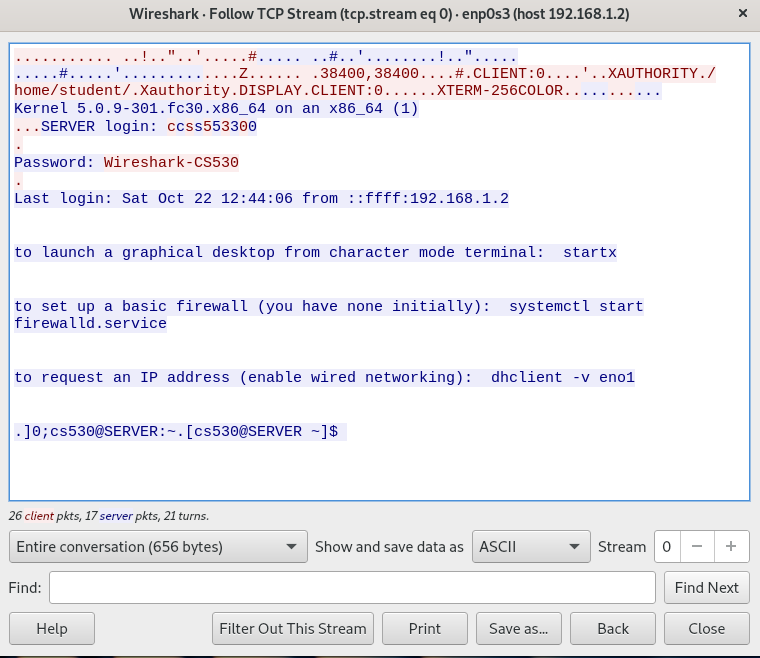 Wireshark · Follow TCP Stream (tcp.stream eq 0) · enp0s3 (host 192.168.1.2)
×
........... ..!.."..'.....#..... ..#..'........!..".....
.....#.....'.............Z...... .38400,38400....#.CLIENT:0....'..XAUTHORITY./
home/student/.Xauthority.DISPLAY.CLIENT:0......XTERM-256COLOR...........
Kernel 5.0.9-301.fc30.x86_64 on an x86_64 (1)
...SERVER login: ccss553300
.
Password: Wireshark-CS530
.
Last login: Sat Oct 22 12:44:06 from ::ffff:192.168.1.2
to launch a graphical desktop from character mode terminal:  startx
to set up a basic firewall (you have none initially):  systemctl start
firewalld.service
to request an IP address (enable wired networking):  dhclient -v eno1
.]0;cs530@SERVER:~.[cs530@SERVER ~]$
26 client pkts, 17 server pkts, 21 turns.
Entire conversation (656 bytes) Show and save data as ASCII Stream 0 − +
Find: Find Next
Help Filter Out This Stream Print Save as... Back Close